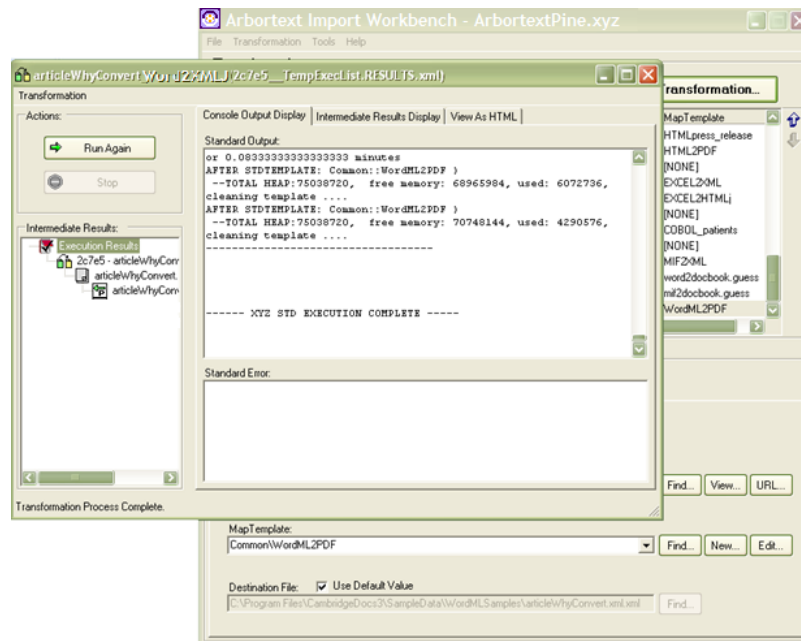 Arbortext Import Workbench - ArbortextPine.xyz
File Transformation Tools Help
ransformation...
MapTemplate
HTMLpress_release
HTML2PDF
[NONE]
EXCEL2XML
EXCEL2HTMLj
[NONE]
COBOL_patients
[NONE]
MIF2XML
word2docbook.guess
mif2docbook.guess
WordML2PDF
articleWhyConvert Word2XMLJ(2c7e5__TempExecList.RESULTS.xml)
Transformation
Actions:
Run Again
Stop
Intermediate Results:
Execution Results
2c7e5 - articleWhyConv
articleWhyConvert.
articleWhyConv
Console Output Display Intermediate Results Display View As HTML
Standard Output:
or 0.08333333333333333 minutes
AFTER STDTEMPLATE: Common::WordML2PDF )
--TOTAL HEAP:75038720, free memory: 68965984, used: 6072736,
cleaning template ....
AFTER STDTEMPLATE: Common::WordML2PDF )
--TOTAL HEAP:75038720, free memory: 70748144, used: 4290576,
cleaning template ....
----------------------------------
------ XYZ STD EXECUTION COMPLETE -----
Standard Error:
Transformation Process Complete.
Find... View... URL...
MapTemplate:
Common\WordML2PDF
Find... New... Edit...
Destination File: Use Default Value
C:\Program Files\CambridgeDocs3\SampleData\WordMLSamples\articleWhyConvert.xml.xml
Find...